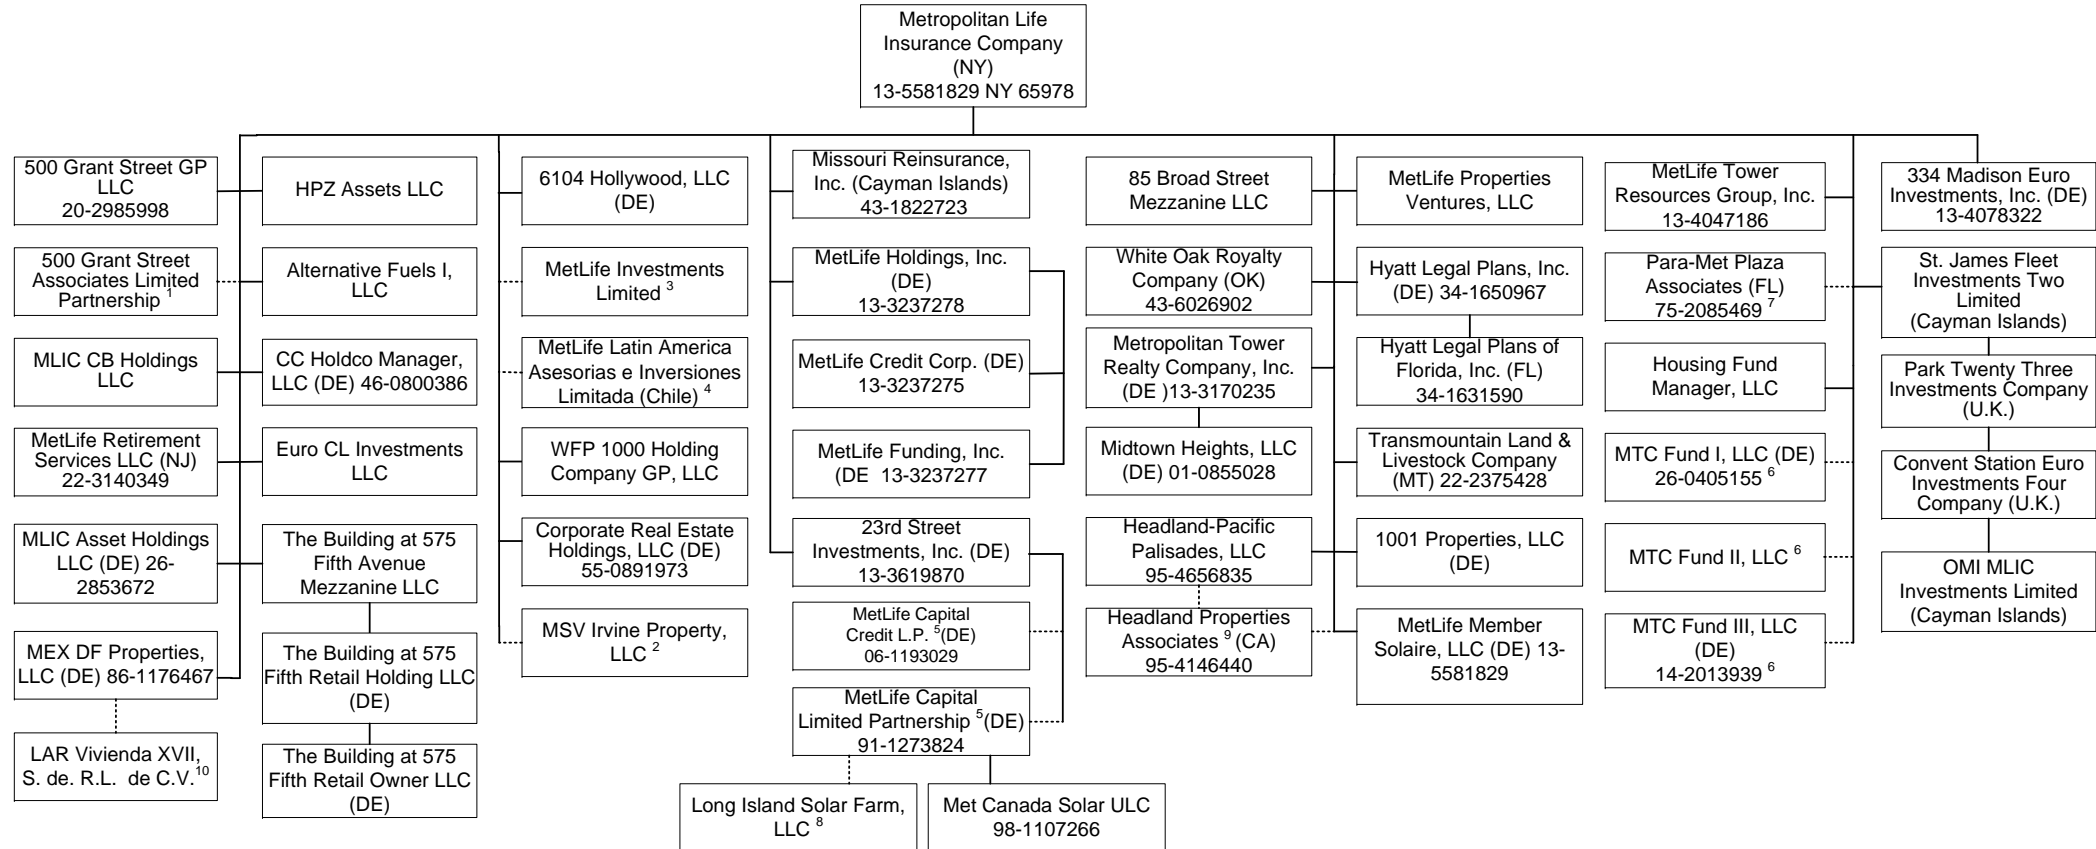 Metropolitan Life
Insurance Company
(NY)
13-5581829 NY 65978
500 Grant Street GP
LLC
20-2985998
500 Grant Street
Associates Limited
Partnership 1
MLIC CB Holdings
LLC
MetLife Retirement
Services LLC (NJ)
22-3140349
MLIC Asset Holdings
LLC (DE) 26-
2853672
MEX DF Properties,
LLC (DE) 86-1176467
LAR Vivienda XVII,
S. de. R.L. de C.V.10
HPZ Assets LLC
Alternative Fuels I,
LLC
CC Holdco Manager,
LLC (DE) 46-0800386
Euro CL Investments
LLC
The Building at 575
Fifth Avenue
Mezzanine LLC
The Building at 575
Fifth Retail Holding LLC
(DE)
The Building at 575
Fifth Retail Owner LLC
(DE)
6104 Hollywood, LLC
(DE)
MetLife Investments
Limited 3
MetLife Latin America
Asesorias e Inversiones
Limitada (Chile) 4
WFP 1000 Holding
Company GP, LLC
Corporate Real Estate
Holdings, LLC (DE)
55-0891973
MSV Irvine Property,
LLC 2
Missouri Reinsurance,
Inc. (Cayman Islands)
43-1822723
MetLife Holdings, Inc.
(DE)
13-3237278
MetLife Credit Corp. (DE)
13-3237275
MetLife Funding, Inc.
(DE 13-3237277
23rd Street
Investments, Inc. (DE)
13-3619870
MetLife Capital
Credit L.P. 5(DE)
06-1193029
MetLife Capital
Limited Partnership 5(DE)
91-1273824
Long Island Solar Farm,
LLC 8
Met Canada Solar ULC
98-1107266
85 Broad Street
Mezzanine LLC
White Oak Royalty
Company (OK)
43-6026902
Metropolitan Tower
Realty Company, Inc.
(DE )13-3170235
Midtown Heights, LLC
(DE) 01-0855028
Headland-Pacific
Palisades, LLC
95-4656835
Headland Properties
Associates 9 (CA)
95-4146440
MetLife Properties
Ventures, LLC
Hyatt Legal Plans, Inc.
(DE) 34-1650967
Hyatt Legal Plans of
Florida, Inc. (FL)
34-1631590
Transmountain Land &
Livestock Company
(MT) 22-2375428
1001 Properties, LLC
(DE)
MetLife Member
Solaire, LLC (DE) 13-
5581829
MetLife Tower
Resources Group, Inc.
13-4047186
Para-Met Plaza
Associates (FL)
75-2085469 7
Housing Fund
Manager, LLC
MTC Fund I, LLC (DE)
26-0405155 6
MTC Fund II, LLC 6
MTC Fund III, LLC
(DE)
14-2013939 6
334 Madison Euro
Investments, Inc. (DE)
13-4078322
St. James Fleet
Investments Two
Limited
(Cayman Islands)
Park Twenty Three
Investments Company
(U.K.)
Convent Station Euro
Investments Four
Company (U.K.)
OMI MLIC
Investments Limited
(Cayman Islands)